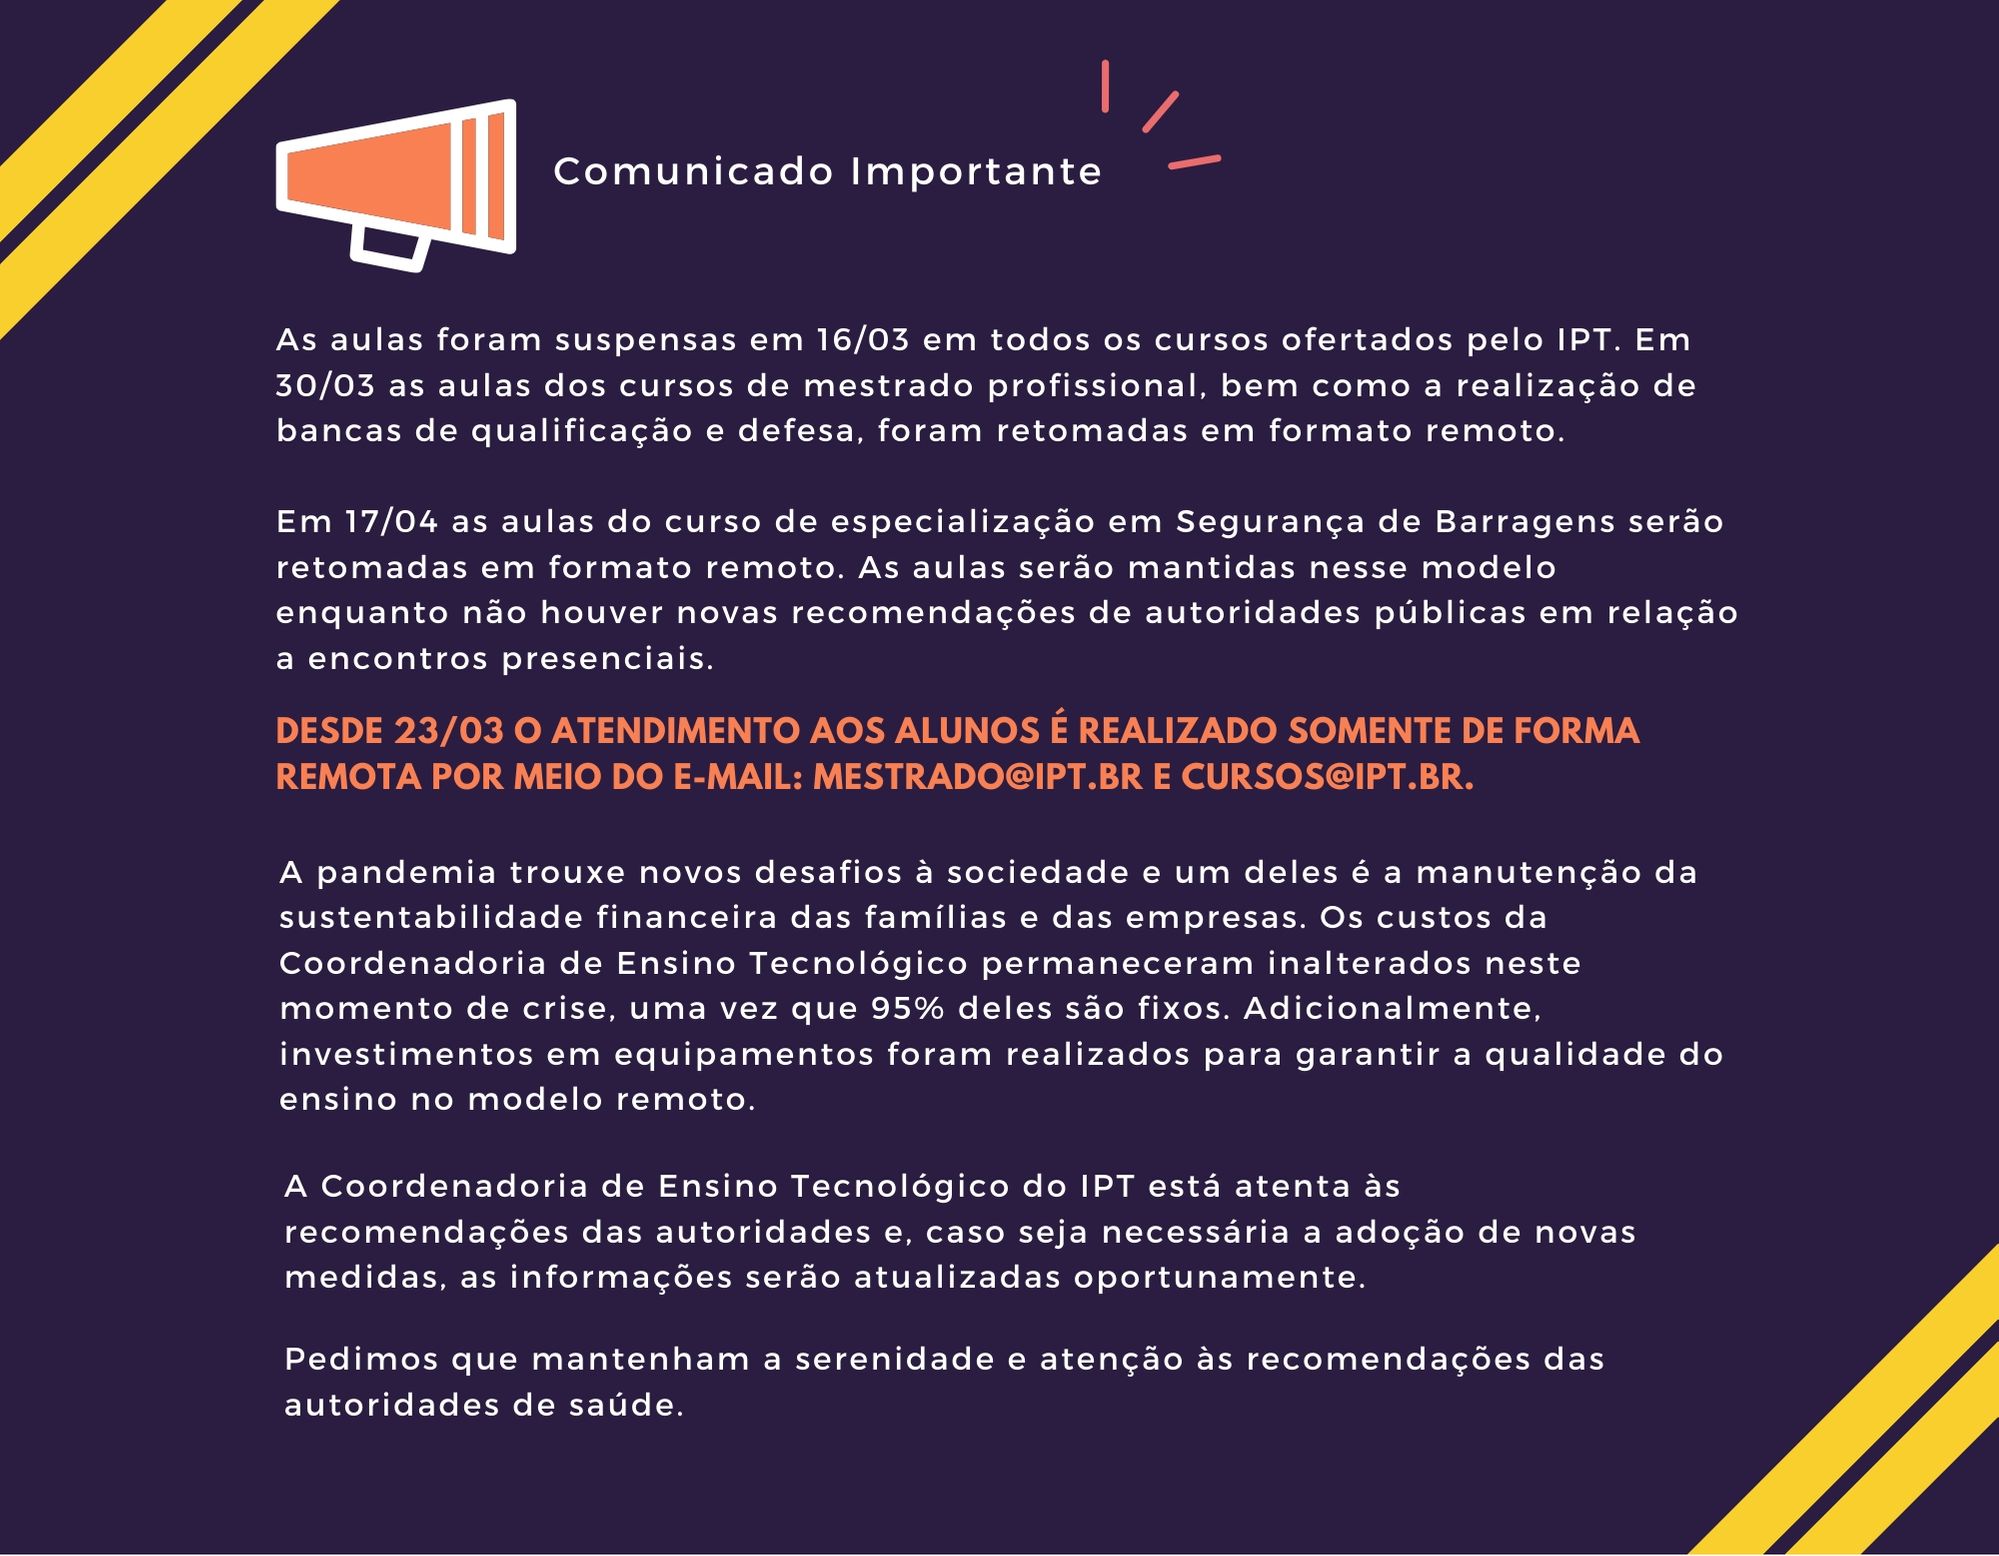 Comunicado Importante
As aulas foram suspensas em 16/03 em todos os cursos ofertados pelo IPT. Em
30/03 as aulas dos cursos de mestrado profissional, bem como a realização de
bancas de qualificação e defesa, foram retomadas em formato remoto.
Em 17/04 as aulas do curso de especialização em Segurança de Barragens serão
retomadas em formato remoto. As aulas serão mantidas nesse modelo
enquanto não houver novas recomendações de autoridades públicas em relação
a encontros presenciais.
DESDE 23/03 O ATENDIMENTO AOS ALUNOS É REALIZADO SOMENTE DE FORMA
REMOTA POR MEIO DO E-MAIL: MESTRADO@IPT.BR E CURSOS@IPT.BR.
A pandemia trouxe novos desafios à sociedade e um deles é a manutenção da
sustentabilidade financeira das famílias e das empresas. Os custos da
Coordenadoria de Ensino Tecnológico permaneceram inalterados neste
momento de crise, uma vez que 95% deles são fixos. Adicionalmente,
investimentos em equipamentos foram realizados para garantir a qualidade do
ensino no modelo remoto.
A Coordenadoria de Ensino Tecnológico do IPT está atenta às
recomendações das autoridades e, caso seja necessária a adoção de novas
medidas, as informações serão atualizadas oportunamente.
Pedimos que mantenham a serenidade e atenção às recomendações das
autoridades de saúde.